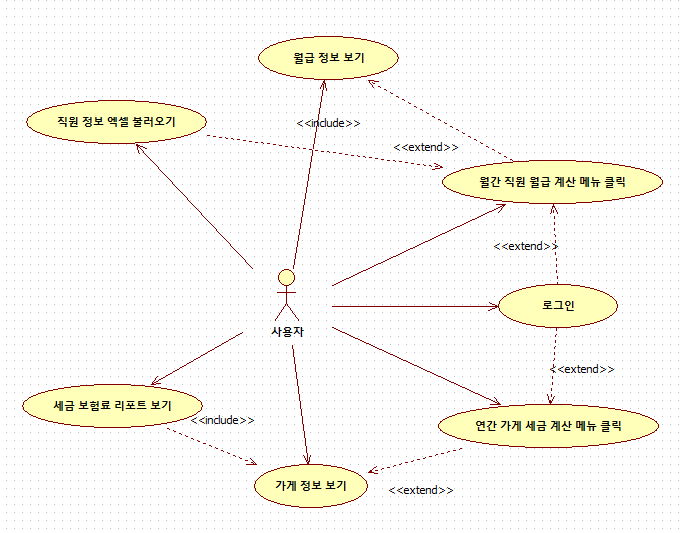 월급 정보 보기
직원 정보 액셀 불러오기
<<include>>
<<extend>>
월간 직원 월급 계산 메뉴 클릭
<<extend>>
로그인
사용자
<<extend>>
세금 보험료 리포트 보기
<<include>>
연간 가게 세금 계산 메뉴 클릭
가게 정보 보기
<<extend>>